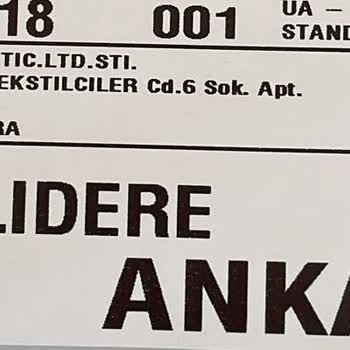 18 001 UA –
STAND
TIC.LTD.STI.
EKSTILCILER Cd.6 Sok. Apt.
RA
LIDERE
ANKA